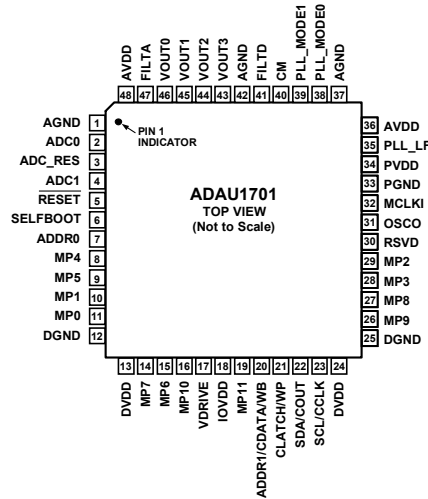 AVDD
FILTA
VOUT0
VOUT1
VOUT2
VOUT3
AGND
FILTD
CM
PLL_MODE1
PLL_MODE0
AGND
48 47 46 45 44 43 42 41 40 39 38 37
AGND 1
ADC0 2
ADC_RES 3
ADC1 4
RESET 5
SELFBOOT 6
ADDR0 7
MP4 8
MP5 9
MP1 10
MP0 11
DGND 12
PIN 1
INDICATOR
ADAU1701
TOP VIEW
(Not to Scale)
36 AVDD
35 PLL_LF
34 PVDD
33 PGND
32 MCLKI
31 OSCO
30 RSVD
29 MP2
28 MP3
27 MP8
26 MP9
25 DGND
13 14 15 16 17 18 19 20 21 22 23 24
DVDD
MP7
MP6
MP10
VDRIVE
IOVDD
MP11
ADDR1/CDATA/WB
CLATCH/WP
SDA/COUT
SCL/CCLK
DVDD